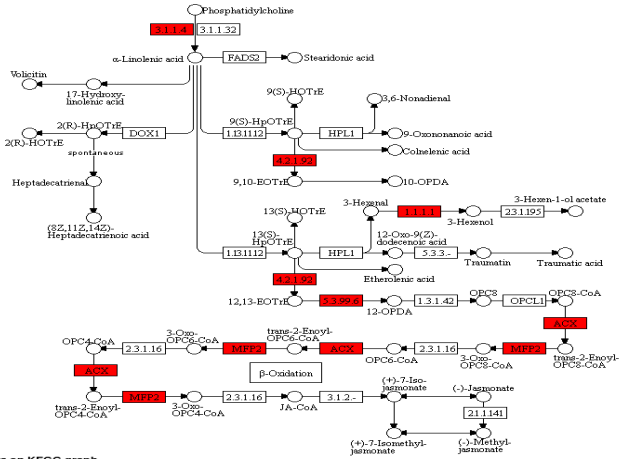 Phosphatidylcholine
3.1.1.4 3.1.1.32
α-Linolenic acid FADS2 Stearidonic acid
Volicitin
17-Hydroxy-
linolenic acid
9(S)-HOTrE 3,6-Nonadienal
2(R)-HpOTrE DOX1 9(S)-HpOTrE
1.13.11.12 HPL1 9-Oxononanoic acid
2(R)-HOTrE
spontaneous
Colnelenic acid
4.2.1.92
Heptadecatrienal 9,10-EOTrE 10-OPDA
3-Hexenal 3-Hexen-1-ol acetate
1.1.1.1 2.3.1.195
13(S)-HOTrE 3-Hexenol
(8Z,11Z,14Z)-
Heptadecatrienoic acid
13(S)-
HpOTrE
12-Oxo-9(Z)-
dodecenoic acid
1.13.11.12 HPL1 5.3.3.-
Traumatin Traumatic acid
Etherolenic acid
4.2.1.92
12,13-EOTrE 5.3.99.6 1.3.1.42 OPC8 OPCL1 OPC8-CoA
12-OPDA
ACX
OPC4-CoA 3-Oxo-
OPC6-CoA
trans-2-Enoyl-
OPC6-CoA
2.3.1.16 MFP2 ACX 2.3.1.16 MFP2
OPC6-CoA 3-Oxo-
OPC8-CoA
trans-2-Enoyl-
OPC8-CoA
ACX β-Oxidation
(+)-7-Iso-
jasmonate
(-)-Jasmonate
MFP2 2.3.1.16 3.1.2.-
trans-2-Enoyl-
OPC4-CoA
3-Oxo-
OPC4-CoA
JA-CoA
2.1.1.141
(+)-7-Isomethyl-
jasmonate
(-)-Methyl-
jasmonate